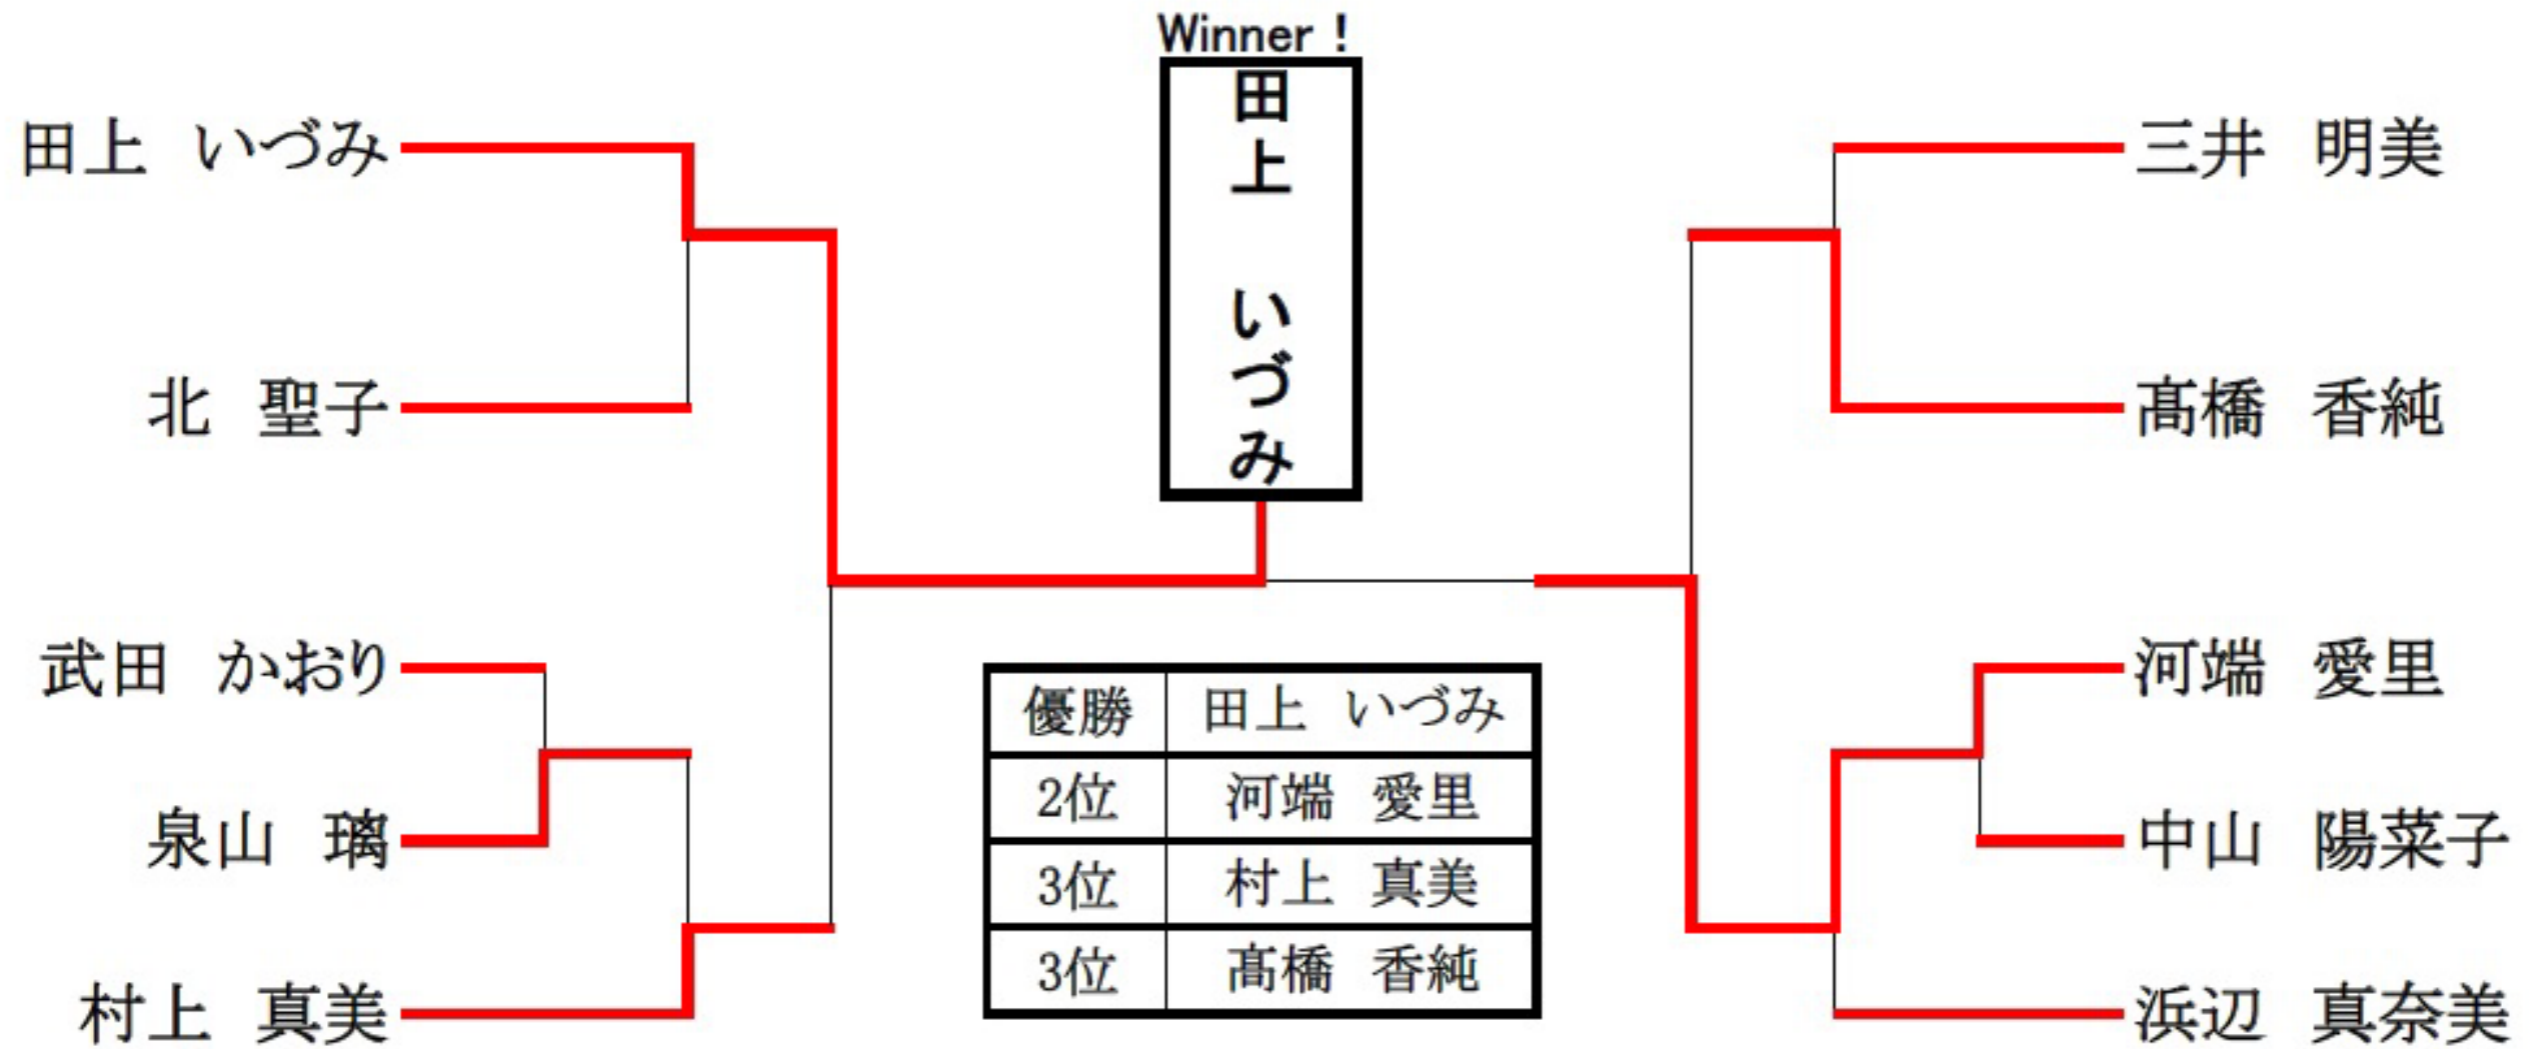 Winner！
田上　いづみ
田上　いづみ
北　聖子
武田　かおり
泉山　璃
村上　真美
三井　明美
髙橋　香純
河端　愛里
中山　陽菜子
浜辺　真奈美
優勝　田上　いづみ
2位　河端　愛里
3位　村上　真美
3位　髙橋　香純